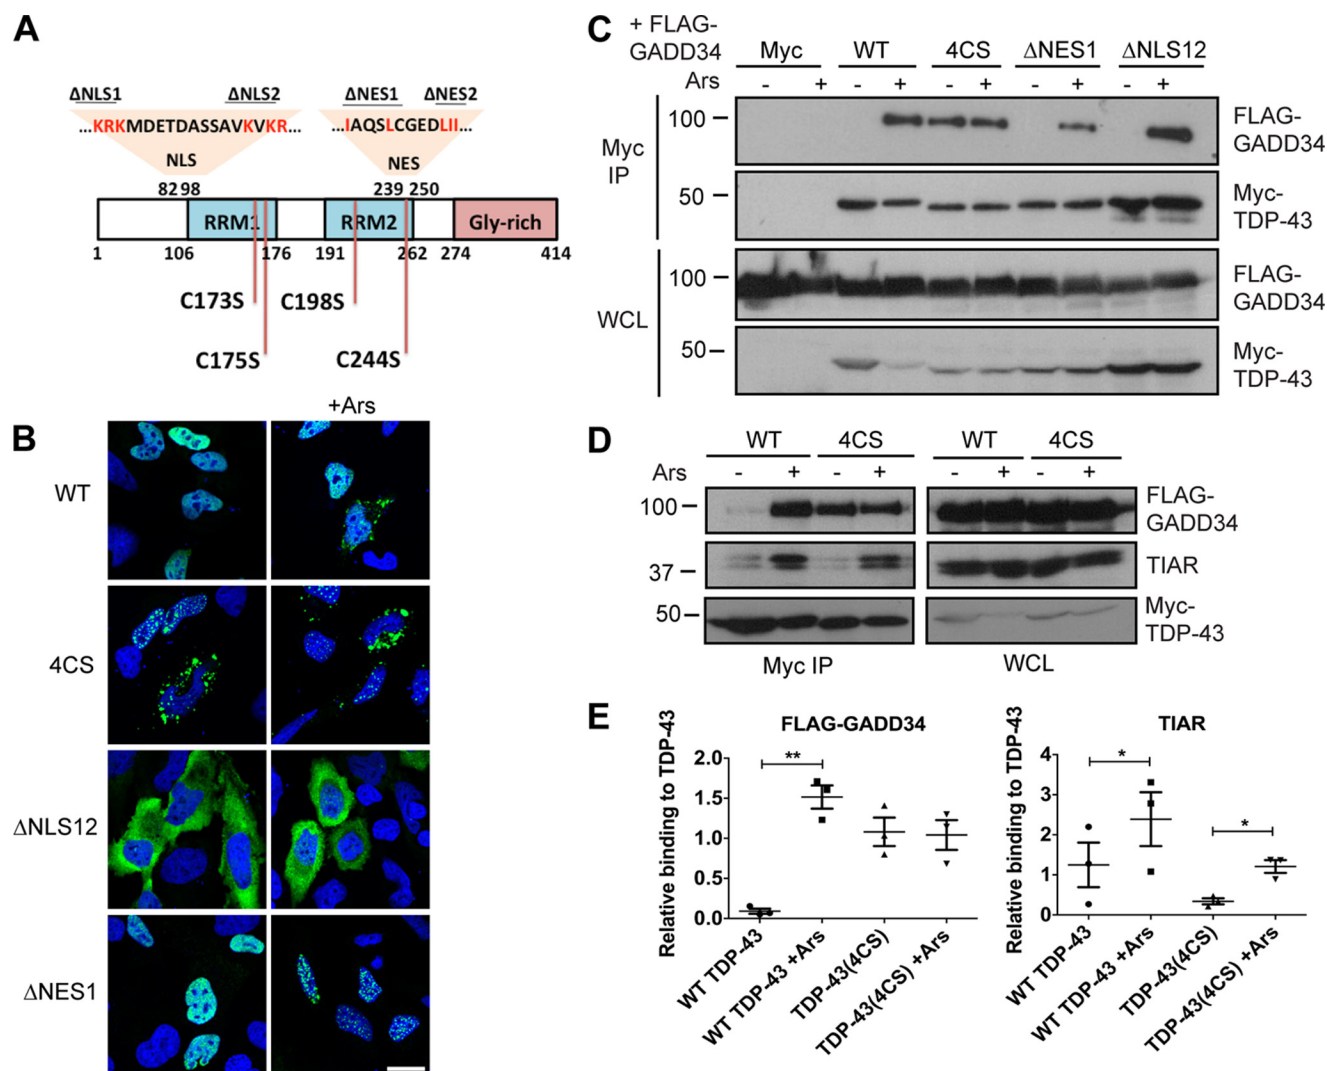 A
ΔNLS1 ΔNLS2 ΔNES1 ΔNES2
...KRKMDETDASSAVKVKR... ...IAQSLCGEDLII...
NLS NES
82 98 239 250
RRM1 RRM2 Gly-rich
1 106 176 191 262 274 414
C173S C198S
C175S C244S
B
+Ars
WT
4CS
ΔNLS12
ΔNES1
C
+ FLAG-
GADD34
Myc WT 4CS ΔNES1 ΔNLS12
Ars - + - + - + - + - +
Myc
IP
100
FLAG-
GADD34
50
Myc-
TDP-43
WCL
100
FLAG-
GADD34
50
Myc-
TDP-43
D
WT 4CS WT 4CS
Ars - + - + - + - +
100
FLAG-
GADD34
37
TIAR
50
Myc-
TDP-43
Myc IP WCL
E
FLAG-GADD34
Relative binding to TDP-43
2.0
1.5
1.0
0.5
0.0
**
WT TDP-43
WT TDP-43 +Ars
TDP-43(4CS)
TDP-43(4CS) +Ars
TIAR
Relative binding to TDP-43
4
3
2
1
0
*
*
WT TDP-43
WT TDP-43 +Ars
TDP-43(4CS)
TDP-43(4CS) +Ars